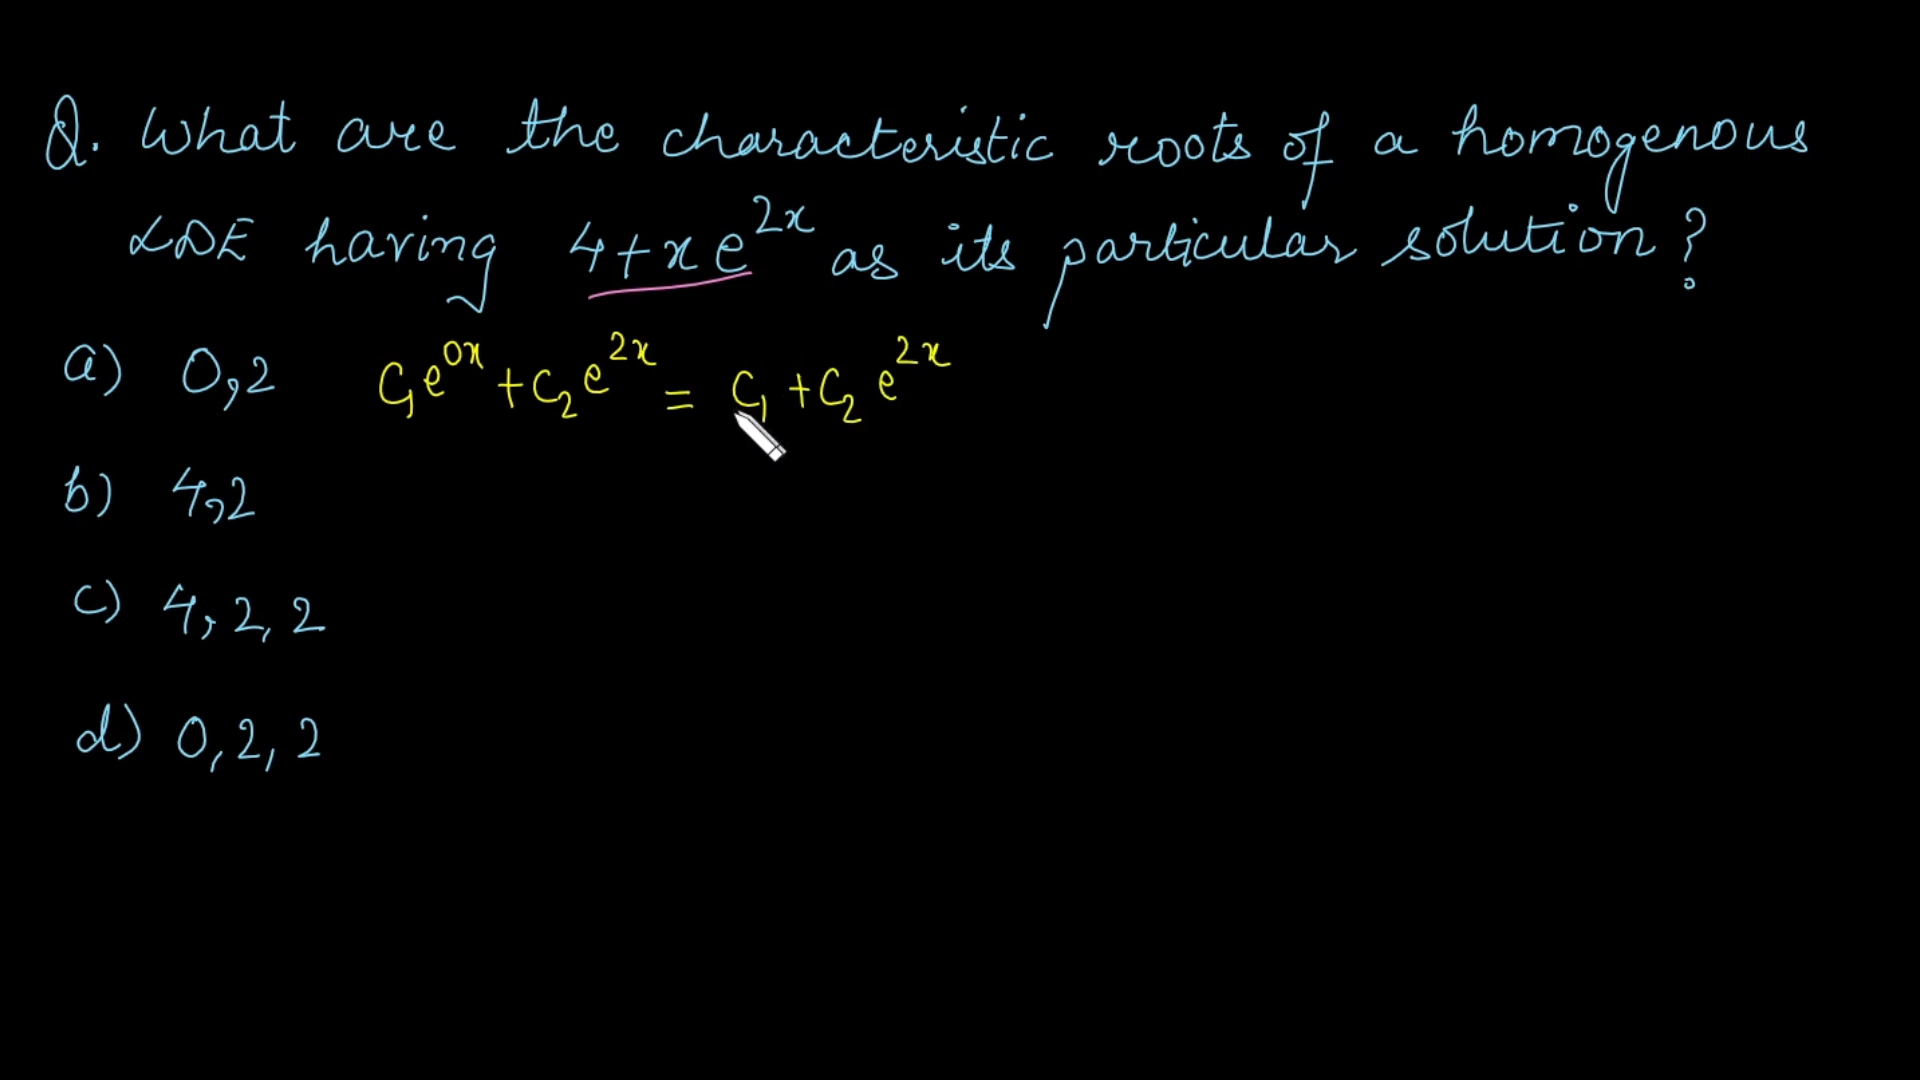 Q. What are the characteristic roots of a homogenous
LDE having 4+xe^{2x} as its particular solution?
a) 0,2 C₁e^{0x} + C₂e^{2x} = C₁ + C₂e^{2x}
b) 4,2
c) 4, 2, 2
d) 0, 2, 2